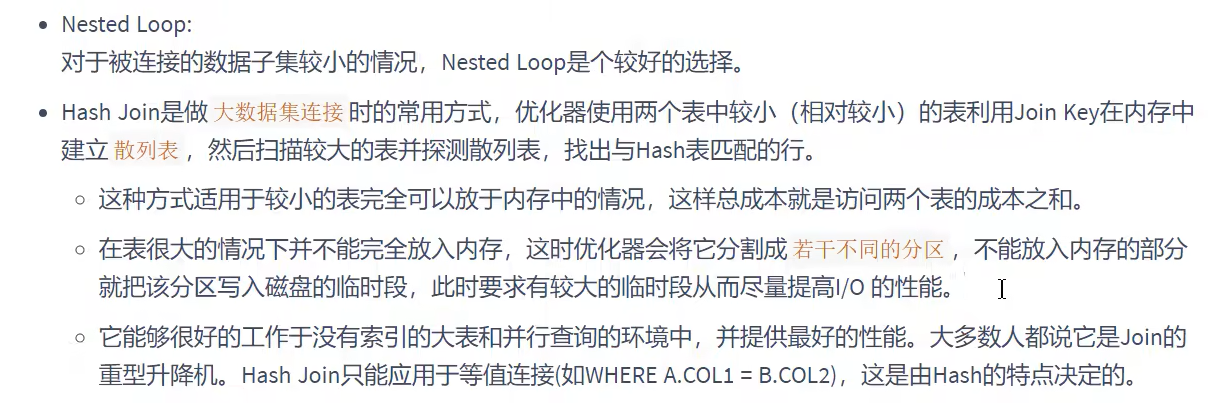 Nested Loop:
对于被连接的数据子集较小的情况，Nested Loop是个较好的选择。
Hash Join是做 大数据集连接 时的常用方式，优化器使用两个表中较小（相对较小）的表利用Join Key在内存中
建立 散列表 ，然后扫描较大的表并探测散列表，找出与Hash表匹配的行。
这种方式适用于较小的表完全可以放于内存中的情况，这样总成本就是访问两个表的成本之和。
在表很大的情况下并不能完全放入内存，这时优化器会将它分割成 若干不同的分区 ，不能放入内存的部分
就把该分区写入磁盘的临时段，此时要求有较大的临时段从而尽量提高I/O 的性能。
它能够很好的工作于没有索引的大表和并行查询的环境中，并提供最好的性能。大多数人都说它是Join的
重型升降机。Hash Join只能应用于等值连接(如WHERE A.COL1 = B.COL2)，这是由Hash的特点决定的。